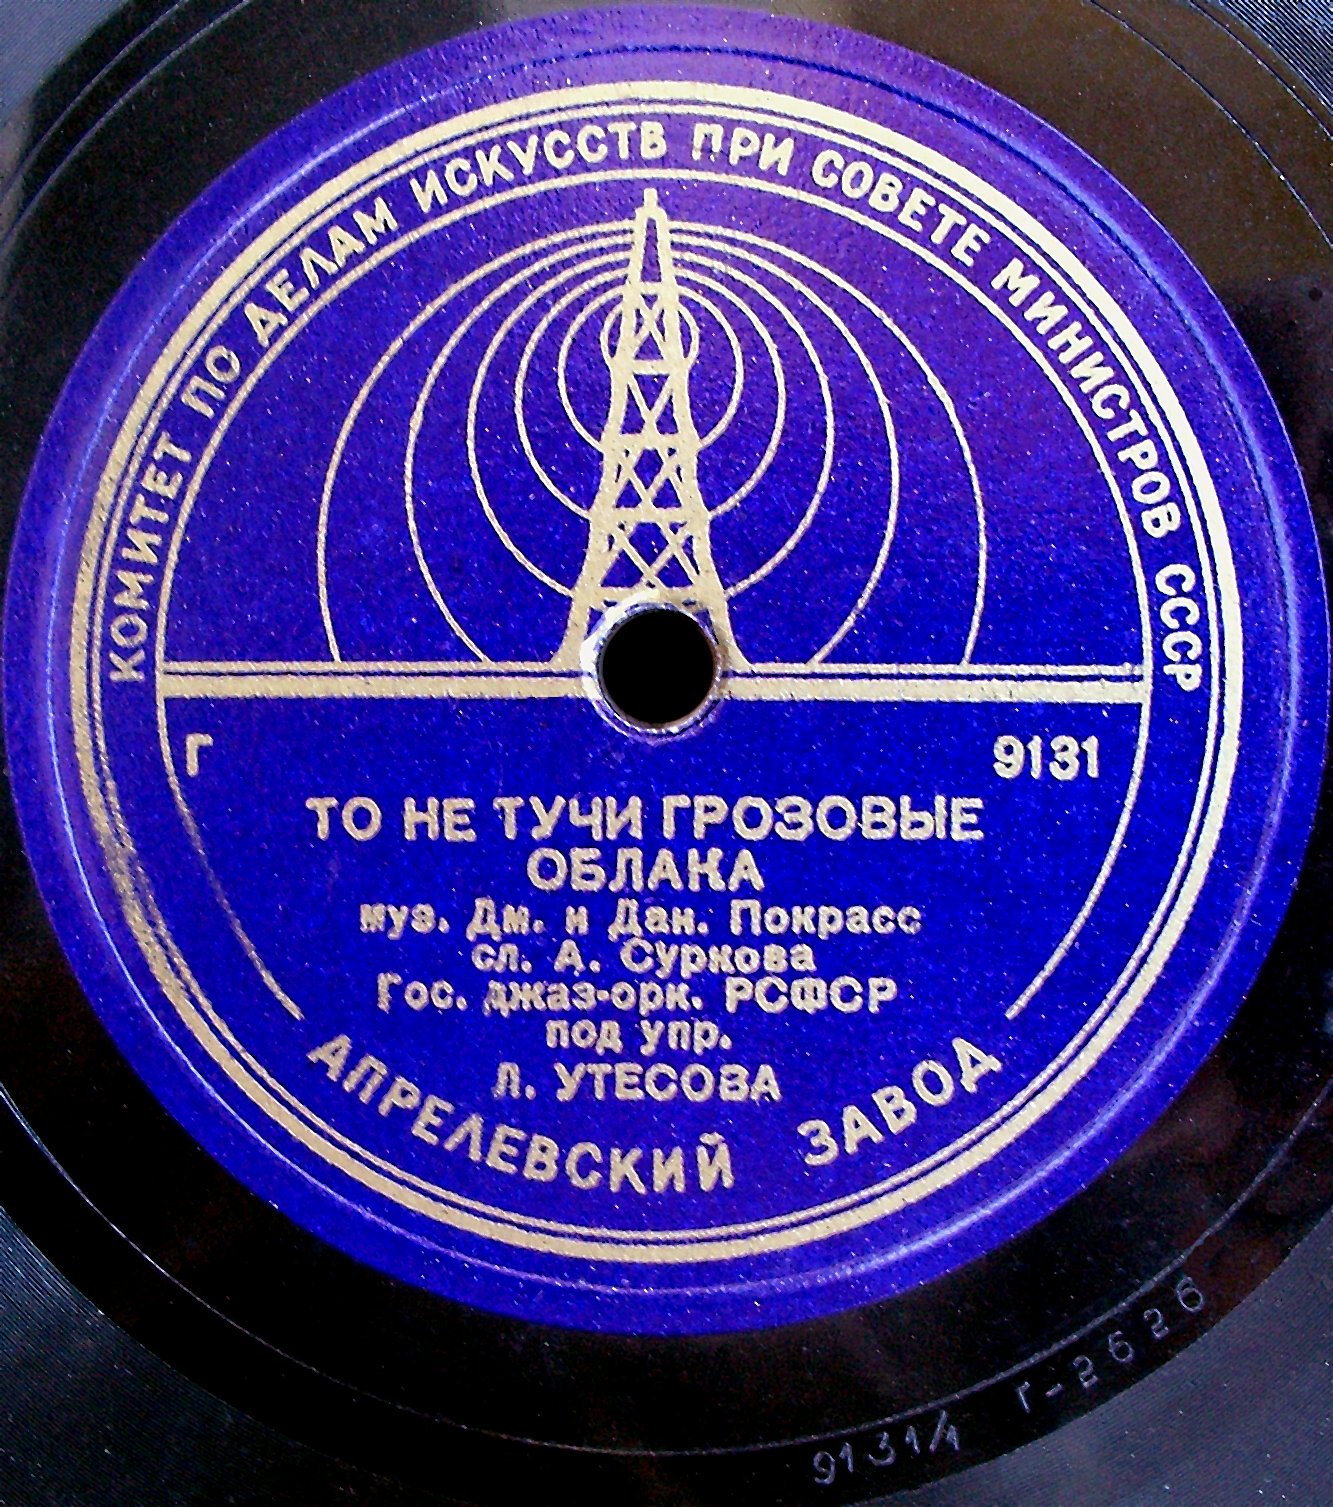 КОМИТЕТ ПО ДЕЛАМ ИСКУССТВ ПРИ СОВЕТЕ МИНИСТРОВ СССР
Г 9131
ТО НЕ ТУЧИ ГРОЗОВЫЕ
ОБЛАКА
муз. Дм. и Дан. Покрасс
сл. А. Суркова
Гос. джаз-орк. РСФСР
под упр.
Л. УТЕСОВА
АПРЕЛЕВСКИЙ ЗАВОД
9131/1 Г-2626